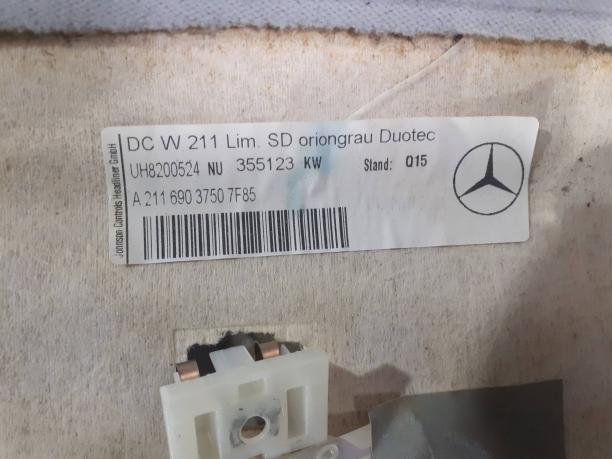 DC W 211 Lim. SD oriongrau Duotec
UH8200524 NU 355123 KW Stand: Q15
A 211 690 3750 7F85
Johnson Controls Headliner GmbH